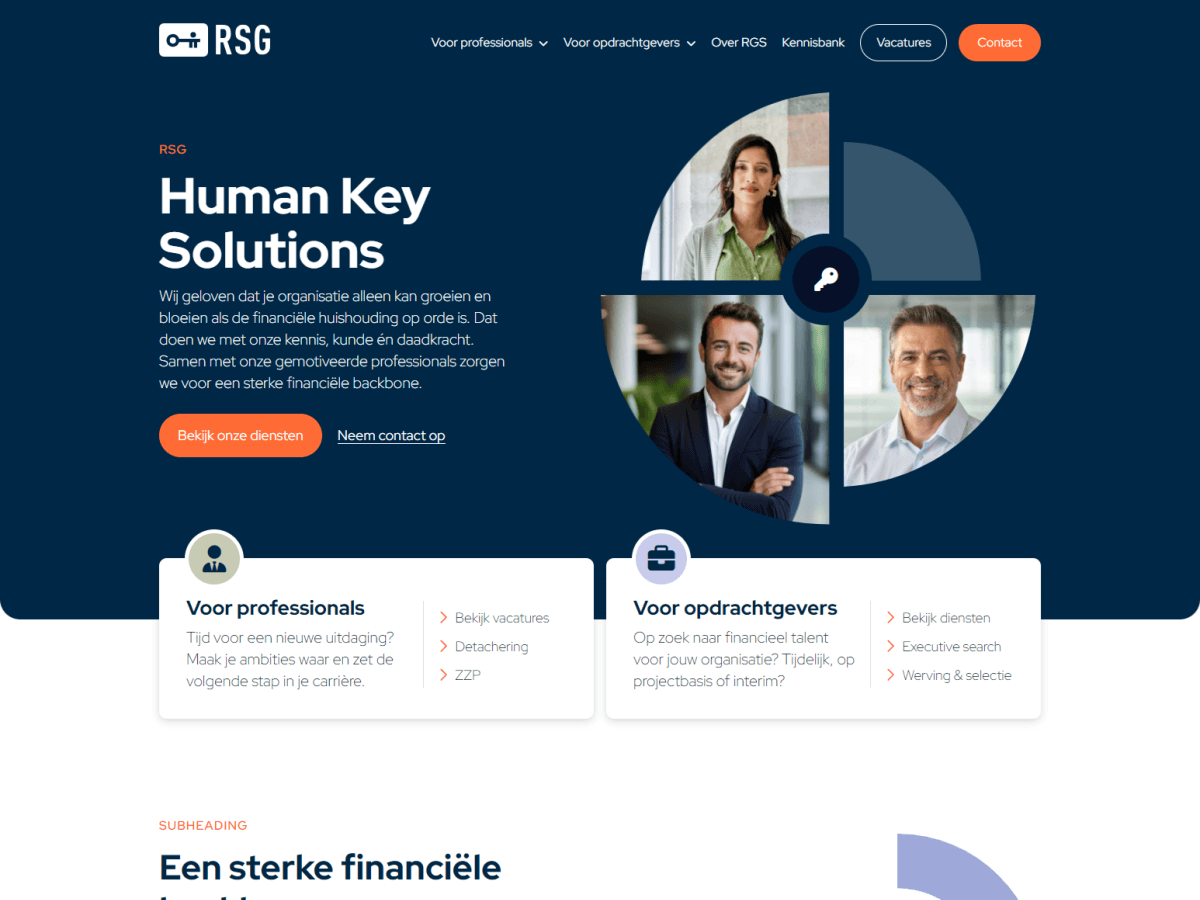 RSG
Voor professionals
Voor opdrachtgevers
Over RGS
Kennisbank
Vacatures
Contact
RSG
Human Key
Solutions
Wij geloven dat je organisatie alleen kan groeien en
bloeien als de financiële huishouding op orde is. Dat
doen we met onze kennis, kunde én daadkracht.
Samen met onze gemotiveerde professionals zorgen
we voor een sterke financiële backbone.
Bekijk onze diensten
Neem contact op
Voor professionals
Tijd voor een nieuwe uitdaging?
Maak je ambities waar en zet de
volgende stap in je carrière.
Bekijk vacatures
Detachering
ZZP
Voor opdrachtgevers
Op zoek naar financieel talent
voor jouw organisatie? Tijdelijk, op
projectbasis of interim?
Bekijk diensten
Executive search
Werving & selectie
SUBHEADING
Een sterke financiële